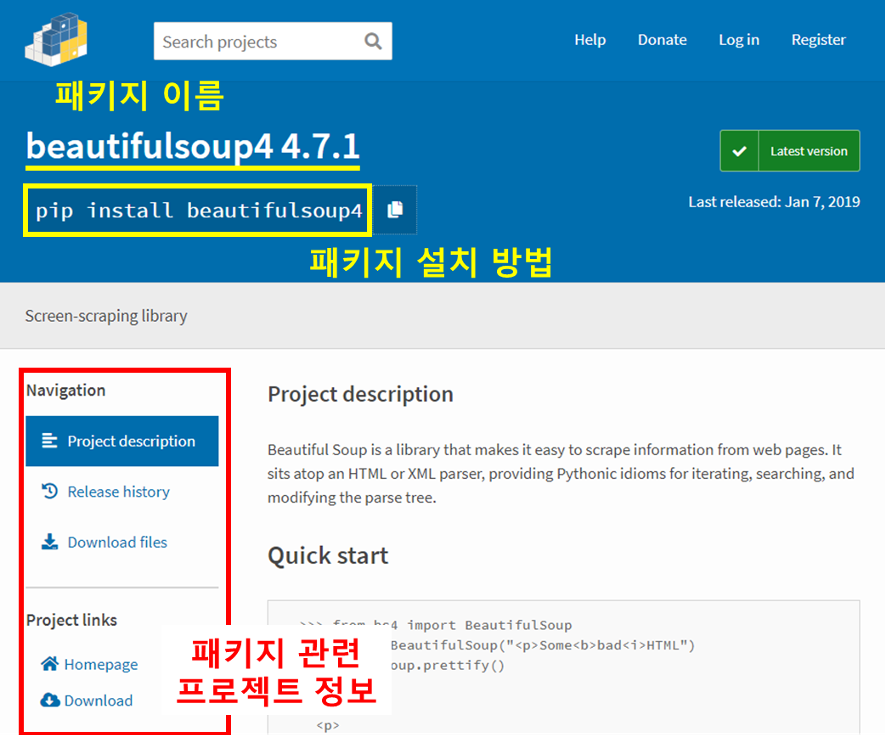 Search projects
Help
Donate
Log in
Register
패키지 이름
beautifulsoup4 4.7.1
Latest version
pip install beautifulsoup4
Last released: Jan 7, 2019
패키지 설치 방법
Screen-scraping library
Navigation
Project description
Release history
Download files
Project links
Homepage
Download
패키지 관련
프로젝트 정보
Project description
Beautiful Soup is a library that makes it easy to scrape information from web pages. It
sits atop an HTML or XML parser, providing Pythonic idioms for iterating, searching, and
modifying the parse tree.
Quick start
>>> from bs4 import BeautifulSoup
BeautifulSoup("<p>Some<b>bad<i>HTML")
oup.prettify()
<p>